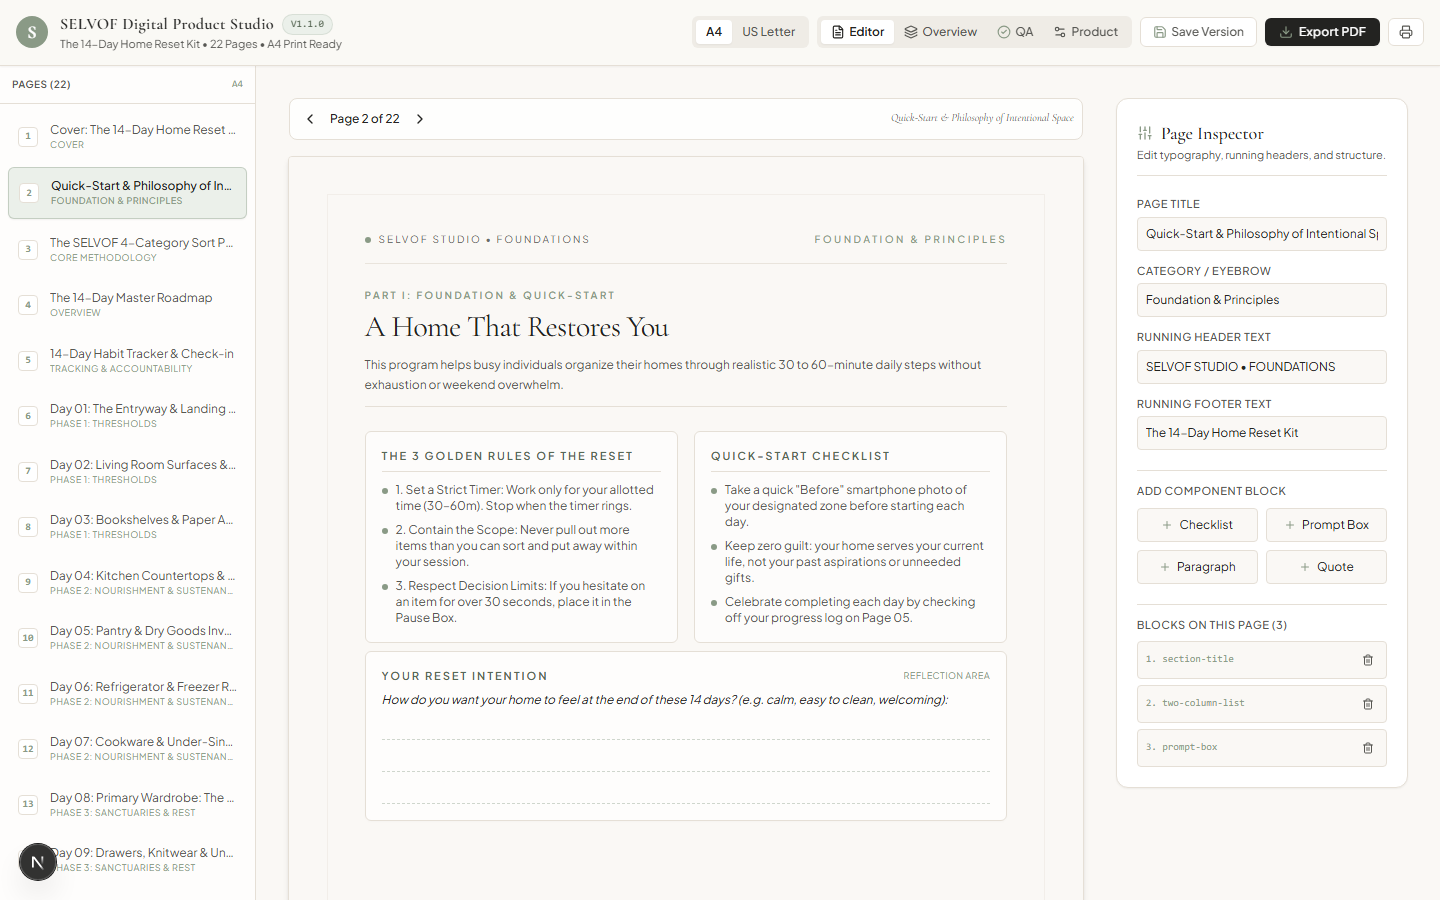 S
SELVOF Digital Product Studio V1.1.0
The 14-Day Home Reset Kit • 22 Pages • A4 Print Ready
A4 US Letter
Editor Overview QA Product
Save Version
Export PDF
PAGES (22) A4
1 Cover: The 14-Day Home Reset ...
COVER
2 Quick-Start & Philosophy of In...
FOUNDATION & PRINCIPLES
3 The SELVOF 4-Category Sort P...
CORE METHODOLOGY
4 The 14-Day Master Roadmap
OVERVIEW
5 14-Day Habit Tracker & Check-in
TRACKING & ACCOUNTABILITY
6 Day 01: The Entryway & Landing ...
PHASE 1: THRESHOLDS
7 Day 02: Living Room Surfaces &...
PHASE 1: THRESHOLDS
8 Day 03: Bookshelves & Paper A...
PHASE 1: THRESHOLDS
9 Day 04: Kitchen Countertops & ...
PHASE 2: NOURISHMENT & SUSTENAN...
10 Day 05: Pantry & Dry Goods Inv...
PHASE 2: NOURISHMENT & SUSTENAN...
11 Day 06: Refrigerator & Freezer R...
PHASE 2: NOURISHMENT & SUSTENAN...
12 Day 07: Cookware & Under-Sin...
PHASE 2: NOURISHMENT & SUSTENAN...
13 Day 08: Primary Wardrobe: The ...
PHASE 3: SANCTUARIES & REST
N
Day 09: Drawers, Knitwear & Un...
PHASE 3: SANCTUARIES & REST
Page 2 of 22
Quick-Start & Philosophy of Intentional Space
SELVOF STUDIO • FOUNDATIONS
FOUNDATION & PRINCIPLES
PART I: FOUNDATION & QUICK-START
A Home That Restores You
This program helps busy individuals organize their homes through realistic 30 to 60-minute daily steps without
exhaustion or weekend overwhelm.
THE 3 GOLDEN RULES OF THE RESET
• 1. Set a Strict Timer: Work only for your allotted
time (30-60m). Stop when the timer rings.
• 2. Contain the Scope: Never pull out more
items than you can sort and put away within
your session.
• 3. Respect Decision Limits: If you hesitate on
an item for over 30 seconds, place it in the
Pause Box.
QUICK-START CHECKLIST
• Take a quick "Before" smartphone photo of
your designated zone before starting each
day.
• Keep zero guilt: your home serves your current
life, not your past aspirations or unneeded
gifts.
• Celebrate completing each day by checking
off your progress log on Page 05.
YOUR RESET INTENTION
REFLECTION AREA
How do you want your home to feel at the end of these 14 days? (e.g. calm, easy to clean, welcoming):
Page Inspector
Edit typography, running headers, and structure.
PAGE TITLE
Quick-Start & Philosophy of Intentional Sp
CATEGORY / EYEBROW
Foundation & Principles
RUNNING HEADER TEXT
SELVOF STUDIO • FOUNDATIONS
RUNNING FOOTER TEXT
The 14-Day Home Reset Kit
ADD COMPONENT BLOCK
+ Checklist
+ Prompt Box
+ Paragraph
+ Quote
BLOCKS ON THIS PAGE (3)
1. section-title
2. two-column-list
3. prompt-box